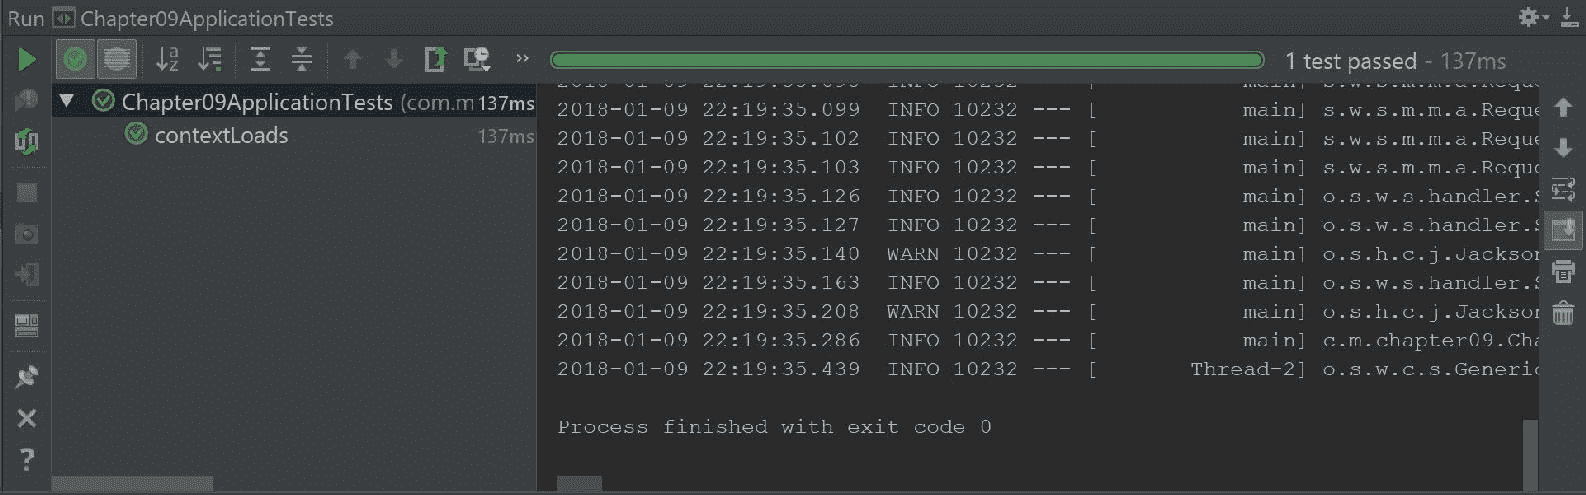 Run Chapter09ApplicationTests
1 test passed - 137ms
Chapter09ApplicationTests (com.m 137ms
contextLoads 137ms
2018-01-09 22:19:35.099 INFO 10232 --- [ main] s.w.s.m.m.a.Reque
2018-01-09 22:19:35.102 INFO 10232 --- [ main] s.w.s.m.m.a.Reque
2018-01-09 22:19:35.103 INFO 10232 --- [ main] s.w.s.m.m.a.Reque
2018-01-09 22:19:35.126 INFO 10232 --- [ main] o.s.w.s.handler.S
2018-01-09 22:19:35.127 INFO 10232 --- [ main] o.s.w.s.handler.S
2018-01-09 22:19:35.140 WARN 10232 --- [ main] o.s.h.c.j.Jackson
2018-01-09 22:19:35.163 INFO 10232 --- [ main] o.s.w.s.handler.S
2018-01-09 22:19:35.208 WARN 10232 --- [ main] o.s.h.c.j.Jackson
2018-01-09 22:19:35.286 INFO 10232 --- [ main] c.m.chapter09.Cha
2018-01-09 22:19:35.439 INFO 10232 --- [ Thread-2] o.s.w.c.s.Generic
Process finished with exit code 0